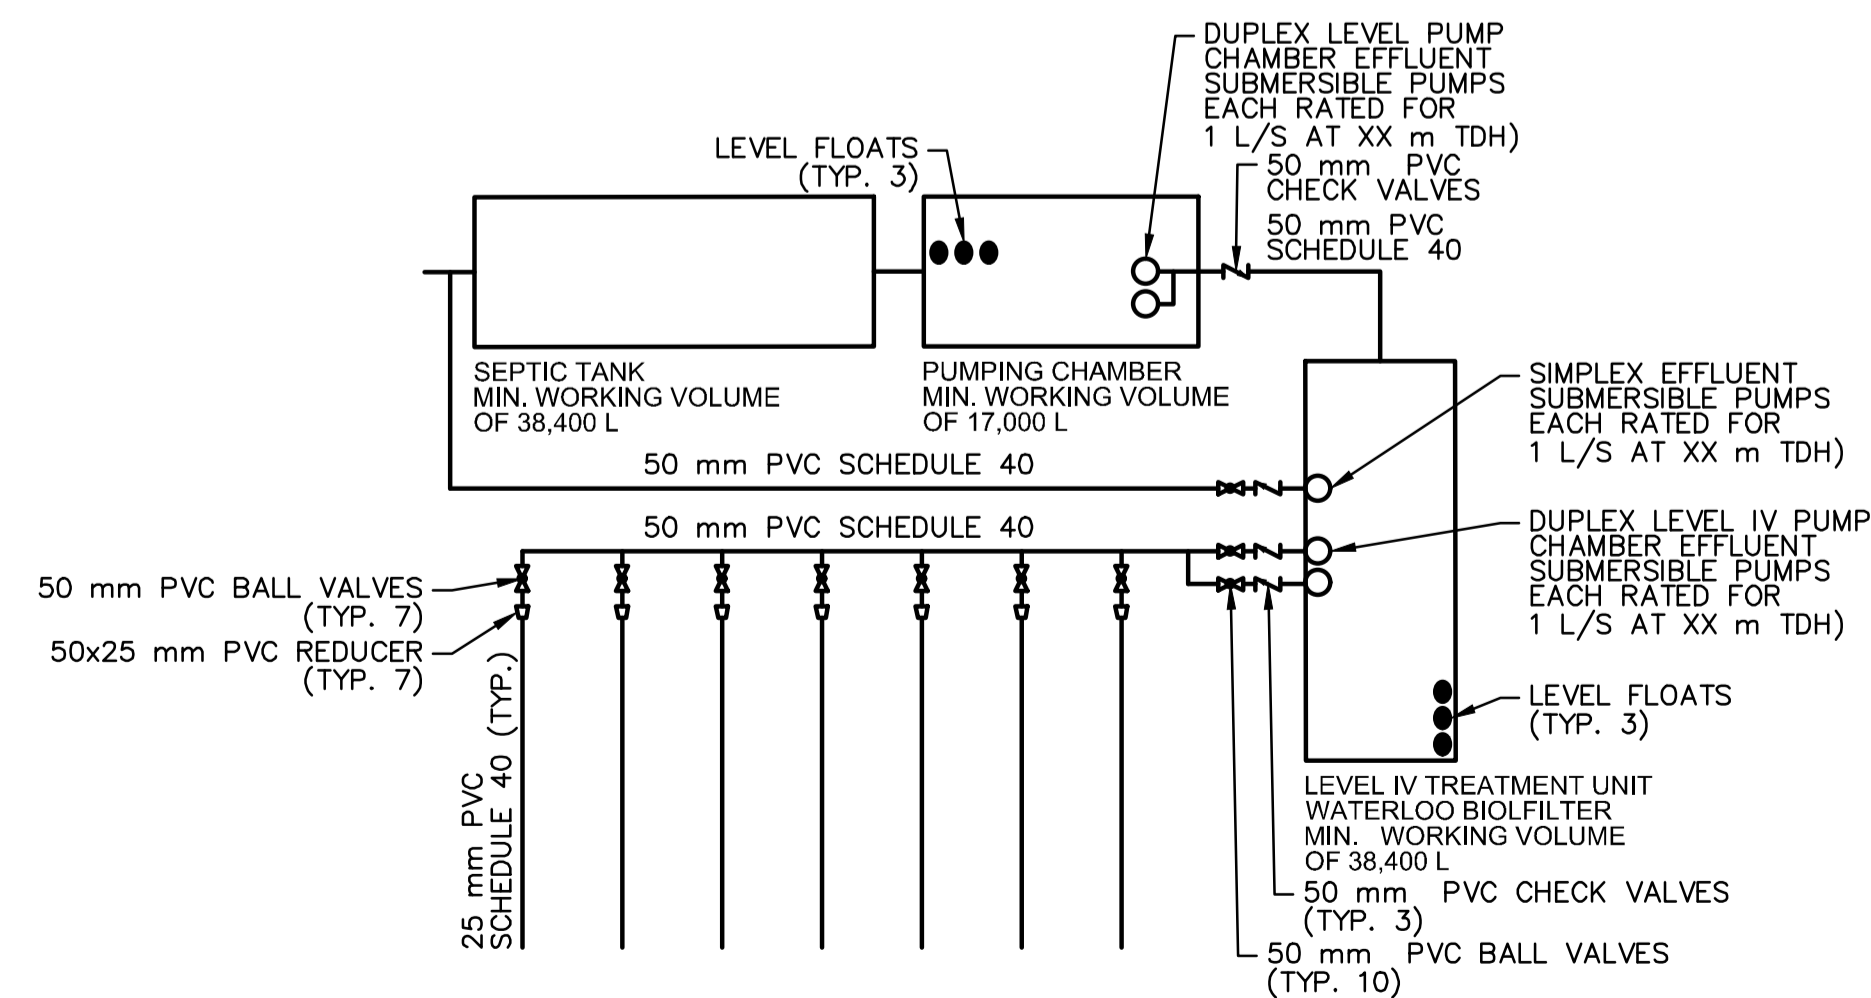 DUPLEX LEVEL PUMP
CHAMBER EFFLUENT
SUBMERSIBLE PUMPS
EACH RATED FOR
1 L/S AT XX m TDH)
LEVEL FLOATS
(TYP. 3)
50 mm PVC
CHECK VALVES
50 mm PVC
SCHEDULE 40
SEPTIC TANK
MIN. WORKING VOLUME
OF 38,400 L
PUMPING CHAMBER
MIN. WORKING VOLUME
OF 17,000 L
SIMPLEX EFFLUENT
SUBMERSIBLE PUMPS
EACH RATED FOR
1 L/S AT XX m TDH)
50 mm PVC SCHEDULE 40
50 mm PVC SCHEDULE 40
DUPLEX LEVEL IV PUMP
CHAMBER EFFLUENT
SUBMERSIBLE PUMPS
EACH RATED FOR
1 L/S AT XX m TDH)
50 mm PVC BALL VALVES
(TYP. 7)
50x25 mm PVC REDUCER
(TYP. 7)
25 mm PVC
SCHEDULE 40 (TYP.)
LEVEL FLOATS
(TYP. 3)
LEVEL IV TREATMENT UNIT
WATERLOO BIOLFILTER
MIN. WORKING VOLUME
OF 38,400 L
50 mm PVC CHECK VALVES
(TYP. 3)
50 mm PVC BALL VALVES
(TYP. 10)